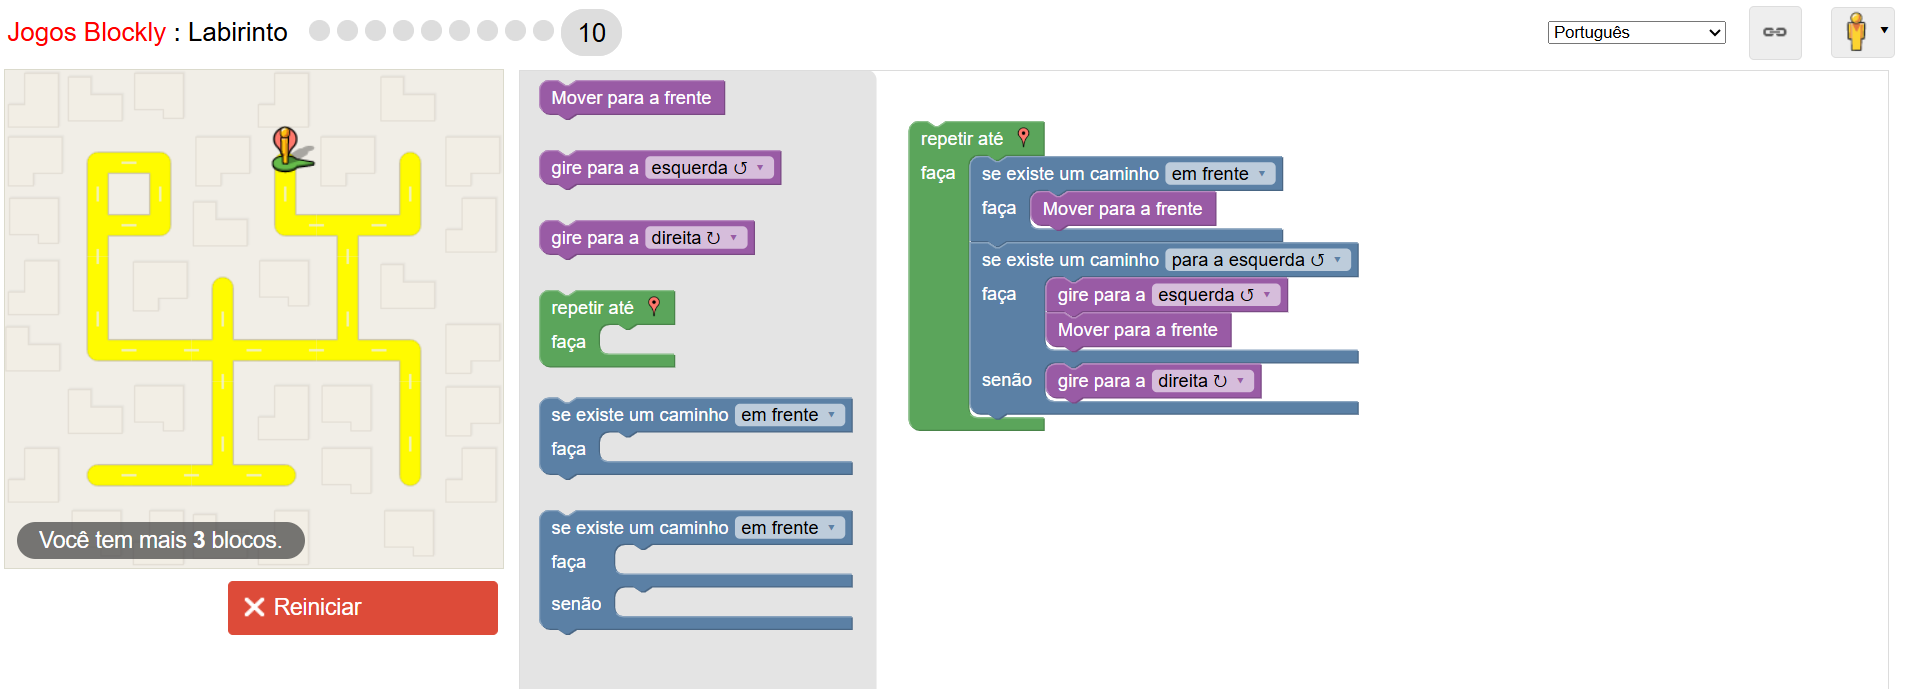 Jogos Blockly : Labirinto 10 Português
Mover para a frente
gire para a esquerda ↺
gire para a direita ↻
repetir até
faça
se existe um caminho em frente
faça
se existe um caminho em frente
faça
senão
repetir até
faça se existe um caminho em frente
faça Mover para a frente
se existe um caminho para a esquerda ↺
faça gire para a esquerda ↺
Mover para a frente
senão gire para a direita ↻
Você tem mais 3 blocos.
Reiniciar